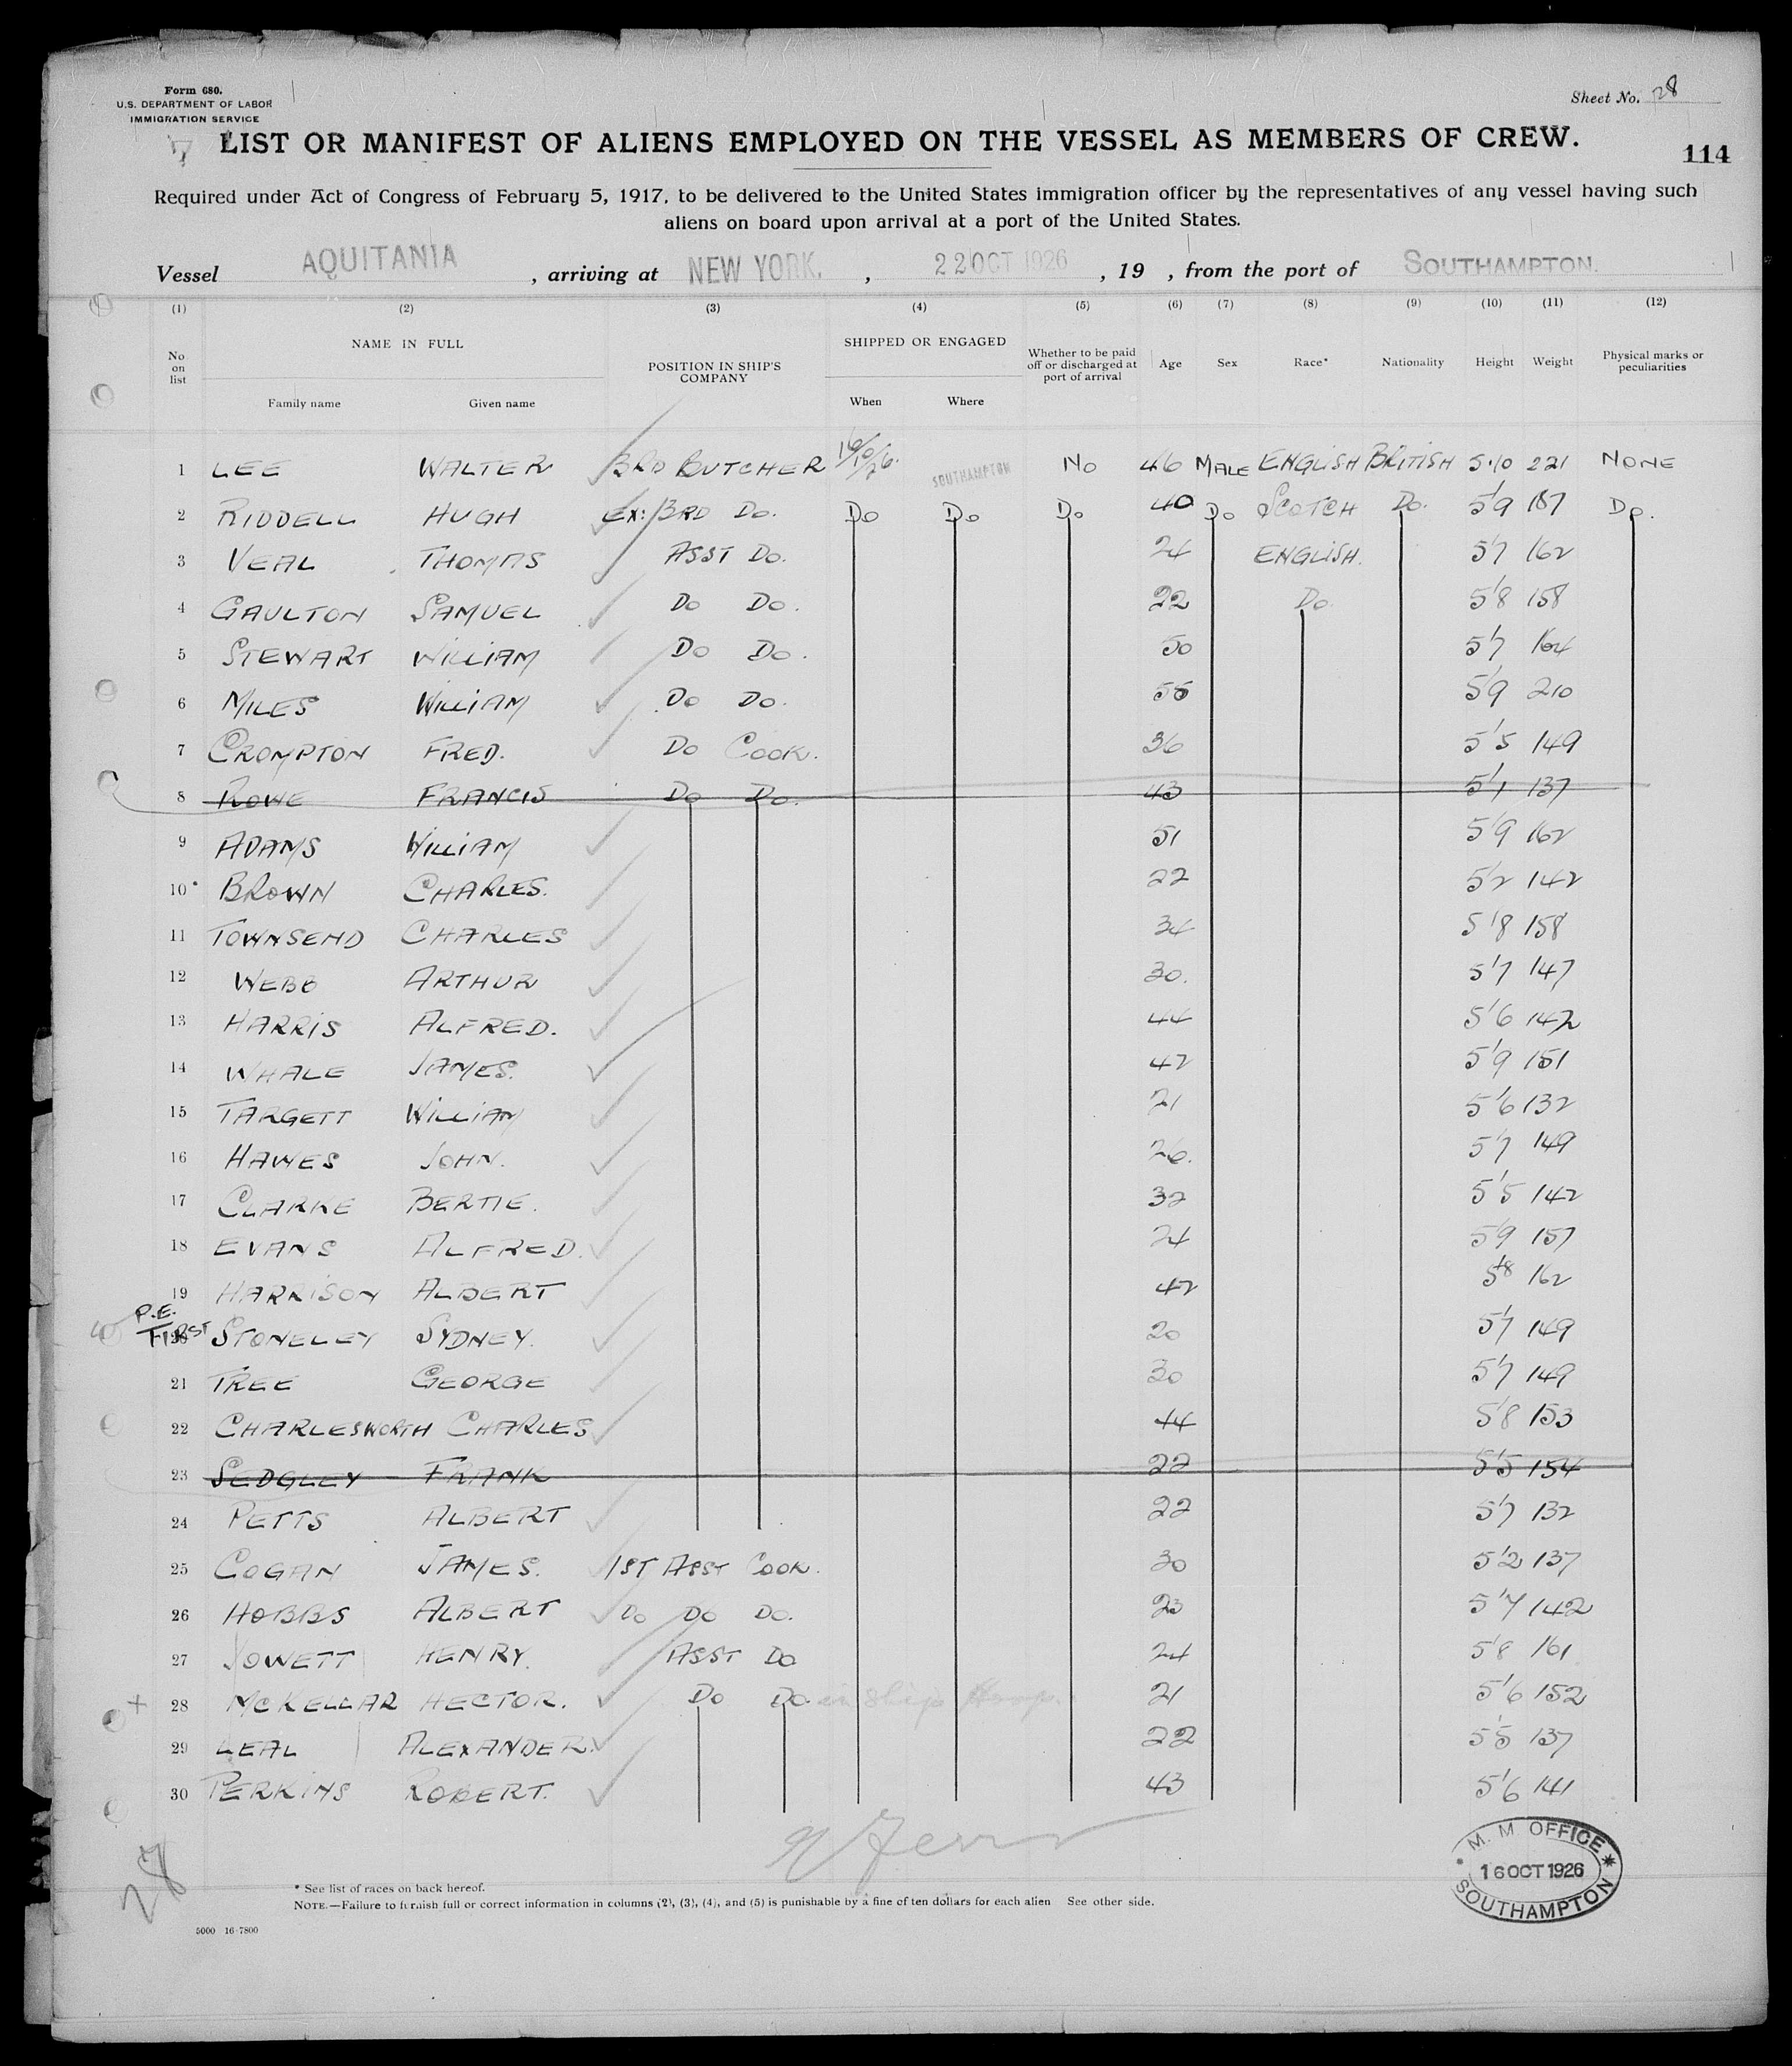 Form 680.
U.S. DEPARTMENT OF LABOR
IMMIGRATION SERVICE
Sheet No. 28
LIST OR MANIFEST OF ALIENS EMPLOYED ON THE VESSEL AS MEMBERS OF CREW.
114
Required under Act of Congress of February 5, 1917, to be delivered to the United States immigration officer by the representatives of any vessel having such
aliens on board upon arrival at a port of the United States.
Vessel AQUITANIA, arriving at NEW YORK, 22 OCT 1926, 19 , from the port of SOUTHAMPTON.
(1) (2) (3) (4) (5) (6) (7) (8) (9) (10) (11) (12)
No on list NAME IN FULL Family name Given name POSITION IN SHIP'S COMPANY SHIPPED OR ENGAGED When Where Whether to be paid off or discharged at port of arrival Age Sex Race* Nationality Height Weight Physical marks or peculiarities
1 LEE WALTER 3RD BUTCHER 16/10/26. SOUTHAMPTON NO 46 MALE ENGLISH BRITISH 5.10 221 NONE
2 RIDDELL HUGH EX: 3RD DO. DO DO DO 40 DO SCOTCH DO. 5'9 187 DO.
3 VEAL THOMAS ASST DO. 24 ENGLISH. 5'7 162
4 GAULTON SAMUEL DO DO. 22 DO. 5'8 158
5 STEWART WILLIAM DO DO. 50 5'7 164
6 MILES WILLIAM DO DO. 55 5'9 210
7 CROMPTON FRED. DO COOK. 36 5'5 149
8 ROWE FRANCIS DO DO. 43 5'1 137
9 ADAMS WILLIAM 51 5'9 162
10 BROWN CHARLES. 22 5'2 142
11 TOWNSEND CHARLES 34 5'8 158
12 WEBB ARTHUR 30. 5'7 147
13 HARRIS ALFRED. 44 5'6 142
14 WHALE JAMES. 42 5'9 151
15 TARGETT WILLIAM 21 5'6 132
16 HAWES JOHN. 26. 5'7 149
17 CLARKE BERTIE. 32 5'5 142
18 EVANS ALFRED. 24 5'9 157
19 HARRISON ALBERT 42 5'8 162
P.E.
FIRST 20 STONELEY SYDNEY. 20 5'7 149
21 TREE GEORGE 30 5'7 149
22 CHARLESWORTH CHARLES 44 5'8 153
23 SEDGLEY FRANK 22 5'5 154
24 PETTS ALBERT 22 5'7 132
25 COGAN JAMES. 1ST ASST COOK. 30 5'2 137
26 HOBBS ALBERT DO DO DO. 23 5'7 142
27 JOWETT HENRY. ASST DO 24 5'8 161
+ 28 MCKELLAR HECTOR. DO DO. in ship Hosp. 21 5'6 152
29 LEAL ALEXANDER. 22 5'5 137
30 PERKINS ROBERT. 43 5'6 141
28
M. M OFFICE
16 OCT 1926
SOUTHAMPTON
* See list of races on back hereof.
NOTE.—Failure to furnish full or correct information in columns (2), (3), (4), and (5) is punishable by a fine of ten dollars for each alien See other side.
5000 16-7800